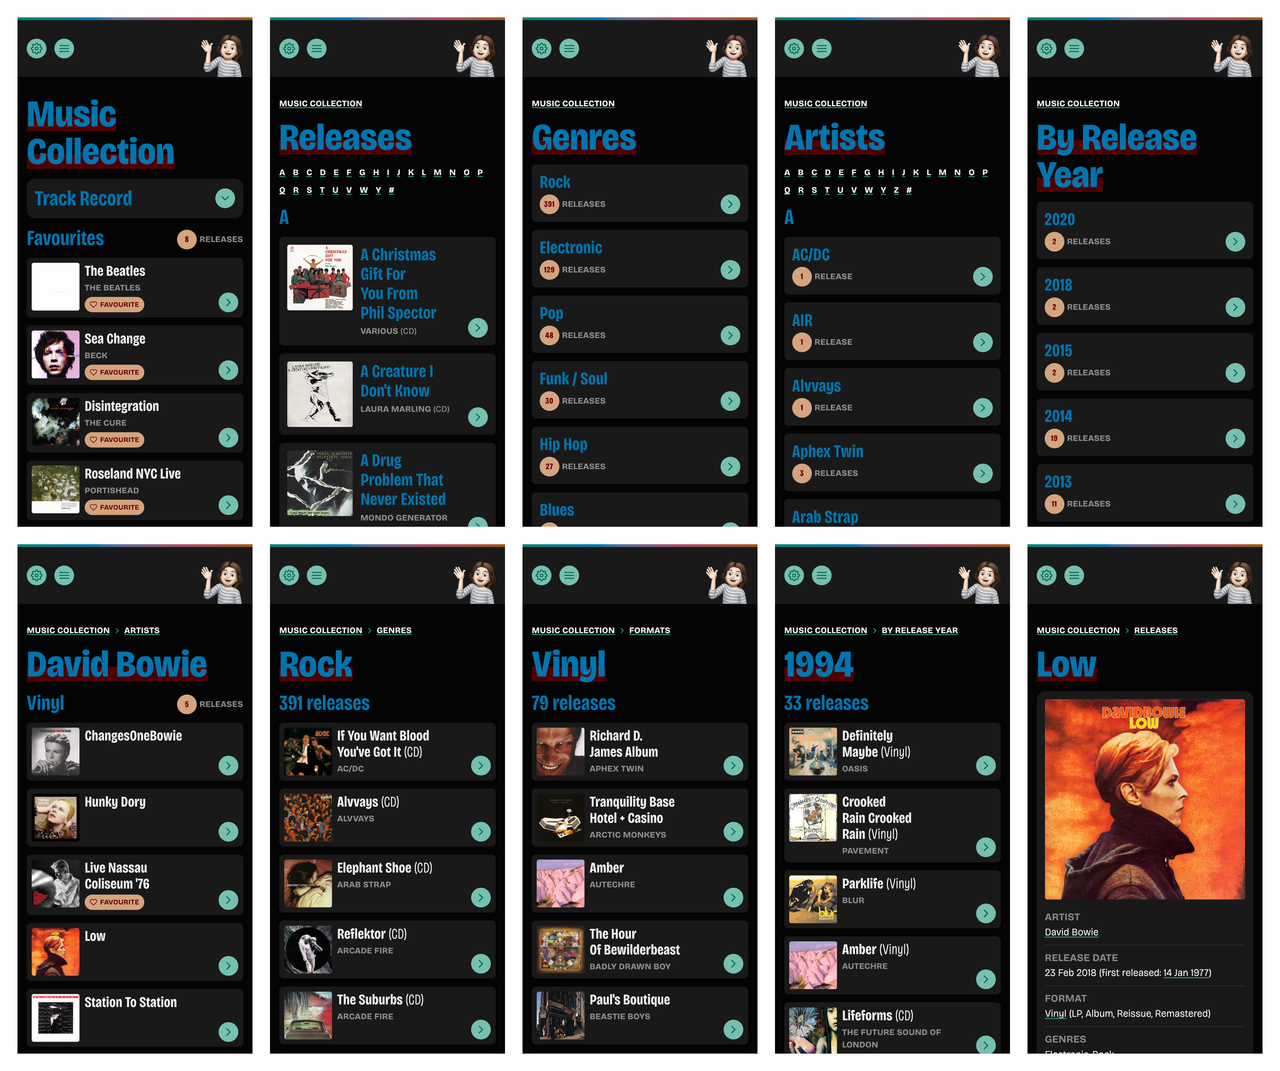 Music
Collection
Track Record
Favourites
8 RELEASES
The Beatles
THE BEATLES
FAVOURITE
Sea Change
BECK
FAVOURITE
Disintegration
THE CURE
FAVOURITE
Roseland NYC Live
PORTISHEAD
FAVOURITE
MUSIC COLLECTION
Releases
A B C D E F G H I J K L M N O P
Q R S T U V W Y #
A
A Christmas
Gift For
You From
Phil Spector
VARIOUS (CD)
A Creature I
Don't Know
LAURA MARLING (CD)
A Drug
Problem That
Never Existed
MONDO GENERATOR
MUSIC COLLECTION
Genres
Rock
391 RELEASES
Electronic
129 RELEASES
Pop
48 RELEASES
Funk / Soul
30 RELEASES
Hip Hop
27 RELEASES
Blues
MUSIC COLLECTION
Artists
A B C D E F G H I J K L M N O P
Q R S T U V W Y Z #
A
AC/DC
1 RELEASE
AIR
1 RELEASE
Alvvays
1 RELEASE
Aphex Twin
3 RELEASES
Arab Strap
MUSIC COLLECTION
By Release
Year
2020
2 RELEASES
2018
2 RELEASES
2015
2 RELEASES
2014
19 RELEASES
2013
11 RELEASES
MUSIC COLLECTION > ARTISTS
David Bowie
Vinyl
5 RELEASES
ChangesOneBowie
Hunky Dory
Live Nassau
Coliseum '76
FAVOURITE
Low
Station To Station
MUSIC COLLECTION > GENRES
Rock
391 releases
If You Want Blood
You've Got It (CD)
AC/DC
Alvvays (CD)
ALVVAYS
Elephant Shoe (CD)
ARAB STRAP
Reflektor (CD)
ARCADE FIRE
The Suburbs (CD)
ARCADE FIRE
MUSIC COLLECTION > FORMATS
Vinyl
79 releases
Richard D.
James Album
APHEX TWIN
Tranquility Base
Hotel + Casino
ARCTIC MONKEYS
Amber
AUTECHRE
The Hour
Of Bewilderbeast
BADLY DRAWN BOY
Paul's Boutique
BEASTIE BOYS
MUSIC COLLECTION > BY RELEASE YEAR
1994
33 releases
Definitely
Maybe (Vinyl)
OASIS
Crooked
Rain Crooked
Rain (Vinyl)
PAVEMENT
Parklife (Vinyl)
BLUR
blur
Amber (Vinyl)
AUTECHRE
Lifeforms (CD)
THE FUTURE SOUND OF
LONDON
MUSIC COLLECTION > RELEASES
Low
DAVID BOWIE
LOW
ARTIST
David Bowie
RELEASE DATE
23 Feb 2018 (first released: 14 Jan 1977)
FORMAT
Vinyl (LP, Album, Reissue, Remastered)
GENRES
Electronic, Rock